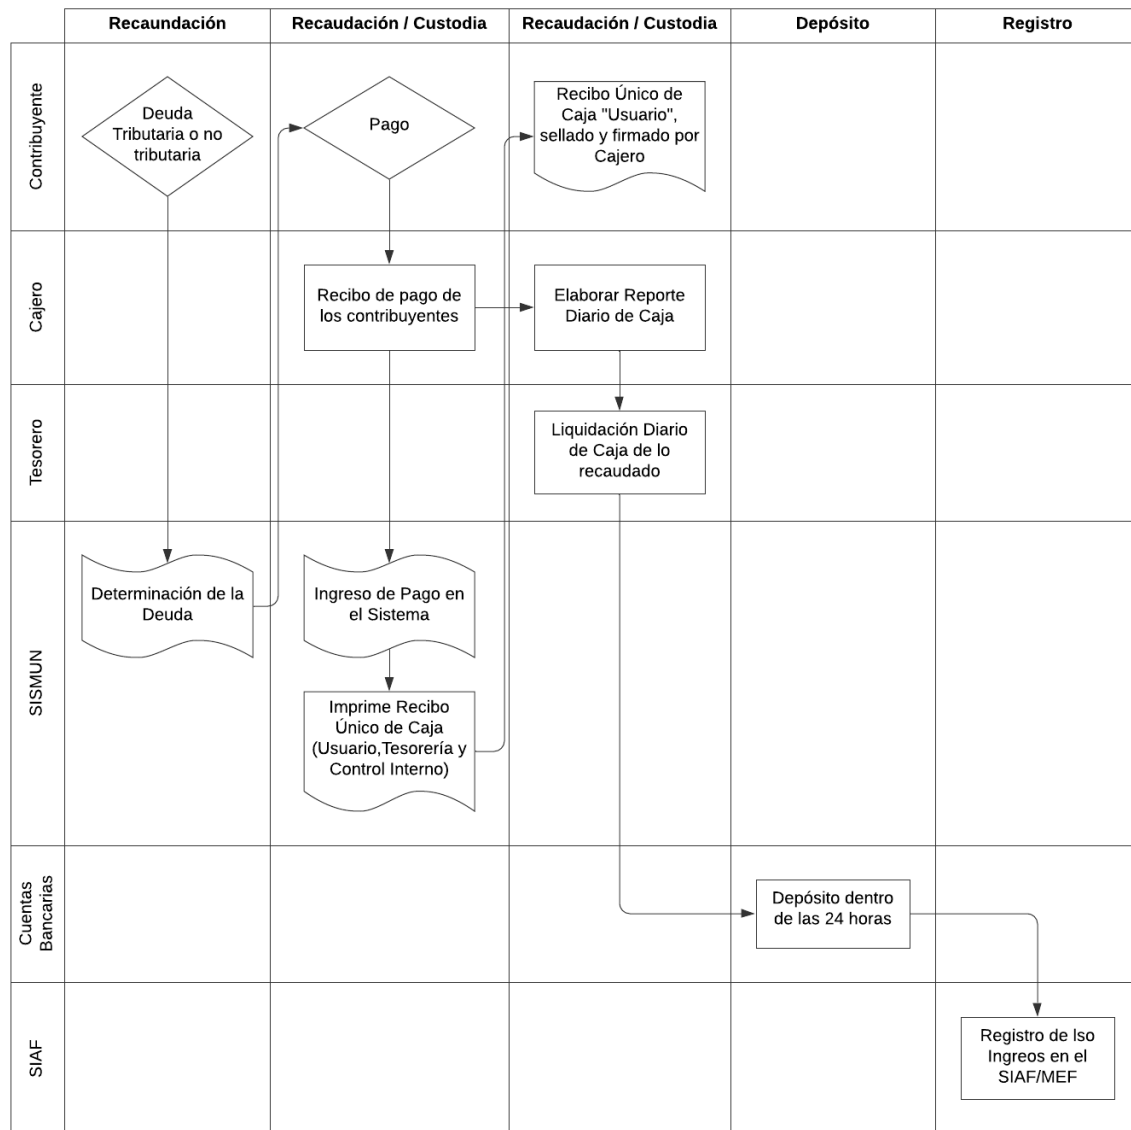 Recaundación
Recaudación / Custodia
Recaudación / Custodia
Depósito
Registro
Contribuyente
Deuda
Tributaria o no
tributaria
Pago
Recibo Único de
Caja "Usuario",
sellado y firmado por
Cajero
Cajero
Recibo de pago de
los contribuyentes
Elaborar Reporte
Diario de Caja
Tesorero
Liquidación Diario
de Caja de lo
recaudado
SISMUN
Determinación de la
Deuda
Ingreso de Pago en
el Sistema
Imprime Recibo
Único de Caja
(Usuario,Tesorería y
Control Interno)
Cuentas
Bancarias
Depósito dentro
de las 24 horas
SIAF
Registro de lso
Ingreos en el
SIAF/MEF